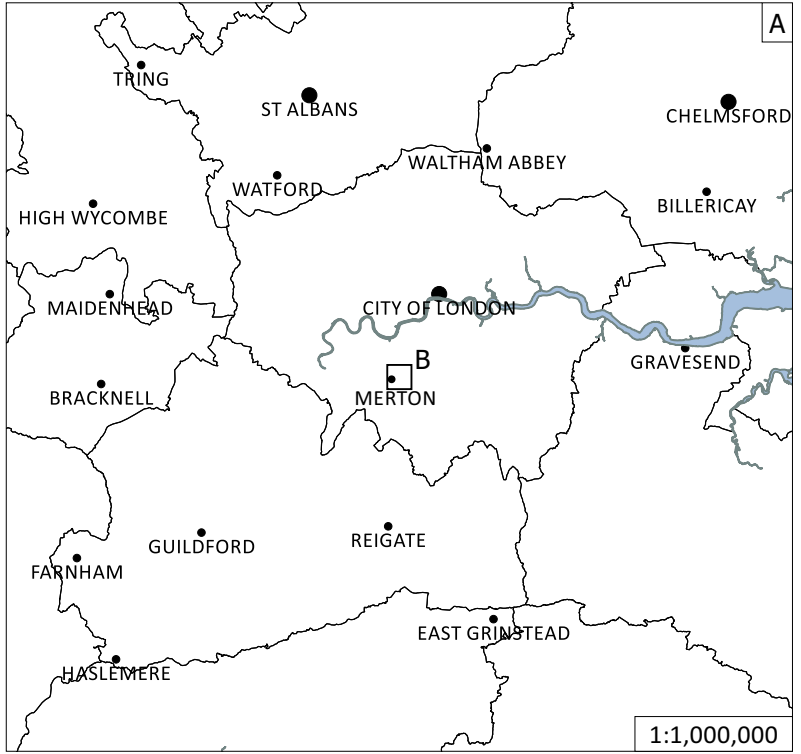 A
TRING
ST ALBANS
CHELMSFORD
WALTHAM ABBEY
WATFORD
BILLERICAY
HIGH WYCOMBE
MAIDENHEAD
CITY OF LONDON
B
GRAVESEND
BRACKNELL
MERTON
GUILDFORD
REIGATE
FARNHAM
EAST GRINSTEAD
HASLEMERE
1:1,000,000